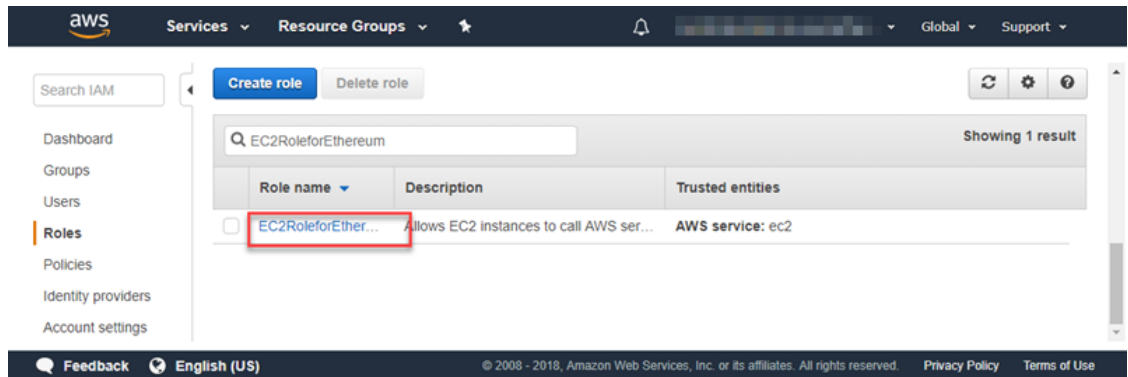 aws Services Resource Groups Global Support
Search IAM
Create role Delete role
Dashboard
Groups
Users
Roles
Policies
Identity providers
Account settings
EC2RoleforEthereum Showing 1 result
Role name Description Trusted entities
EC2RoleforEther... Allows EC2 instances to call AWS ser... AWS service: ec2
Feedback English (US) © 2008 - 2018, Amazon Web Services, Inc. or its affiliates. All rights reserved. Privacy Policy Terms of Use